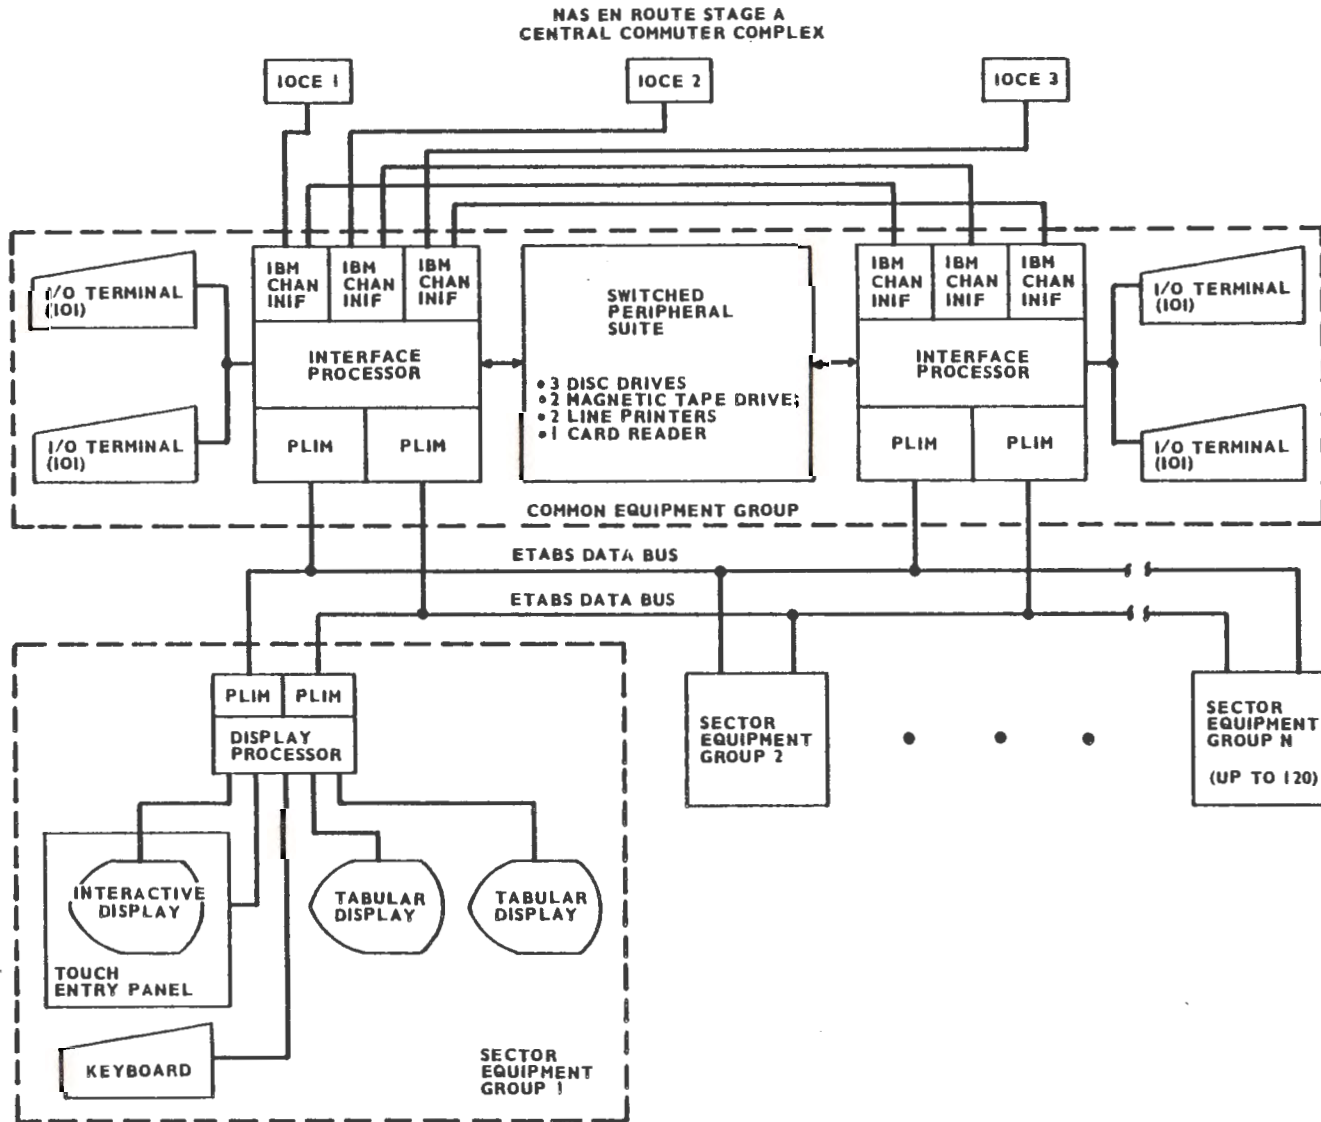 NAS EN ROUTE STAGE A
CENTRAL COMMUTER COMPLEX
IOCE 1
IOCE 2
IOCE 3
I/O TERMINAL
(IOI)
IBM
CHAN
INIF
IBM
CHAN
INIF
IBM
CHAN
INIF
INTERFACE
PROCESSOR
PLIM
PLIM
I/O TERMINAL
(IOI)
SWITCHED
PERIPHERAL
SUITE
• 3 DISC DRIVES
• 2 MAGNETIC TAPE DRIVES
• 2 LINE PRINTERS
• 1 CARD READER
IBM
CHAN
INIF
IBM
CHAN
INIF
IBM
CHAN
INIF
INTERFACE
PROCESSOR
PLIM
PLIM
I/O TERMINAL
(IOI)
I/O TERMINAL
(IOI)
COMMON EQUIPMENT GROUP
ETABS DATA BUS
ETABS DATA BUS
PLIM
PLIM
DISPLAY
PROCESSOR
INTERACTIVE
DISPLAY
TOUCH
ENTRY PANEL
TABULAR
DISPLAY
TABULAR
DISPLAY
KEYBOARD
SECTOR
EQUIPMENT
GROUP 1
SECTOR
EQUIPMENT
GROUP 2
SECTOR
EQUIPMENT
GROUP N
(UP TO 120)